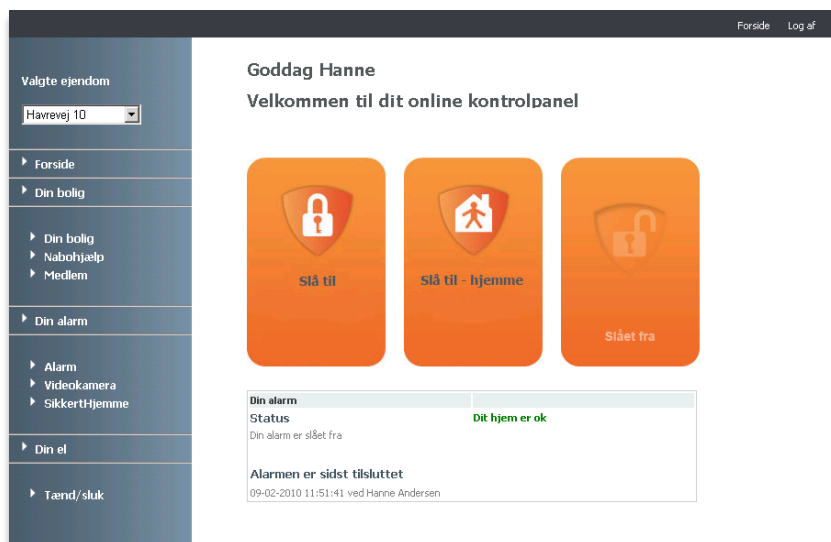 Forside Log af
Valgte ejendom
Havrevej 10
Forside
Din bolig
Din bolig
Nabohjælp
Medlem
Din alarm
Alarm
Videokamera
SikkertHjemme
Din el
Tænd/sluk
Goddag Hanne
Velkommen til dit online kontrolpanel
Slå til
Slå til - hjemme
Slået fra
Din alarm
Status Dit hjem er ok
Din alarm er slået fra
Alarmen er sidst tilsluttet
09-02-2010 11:51:41 ved Hanne Andersen